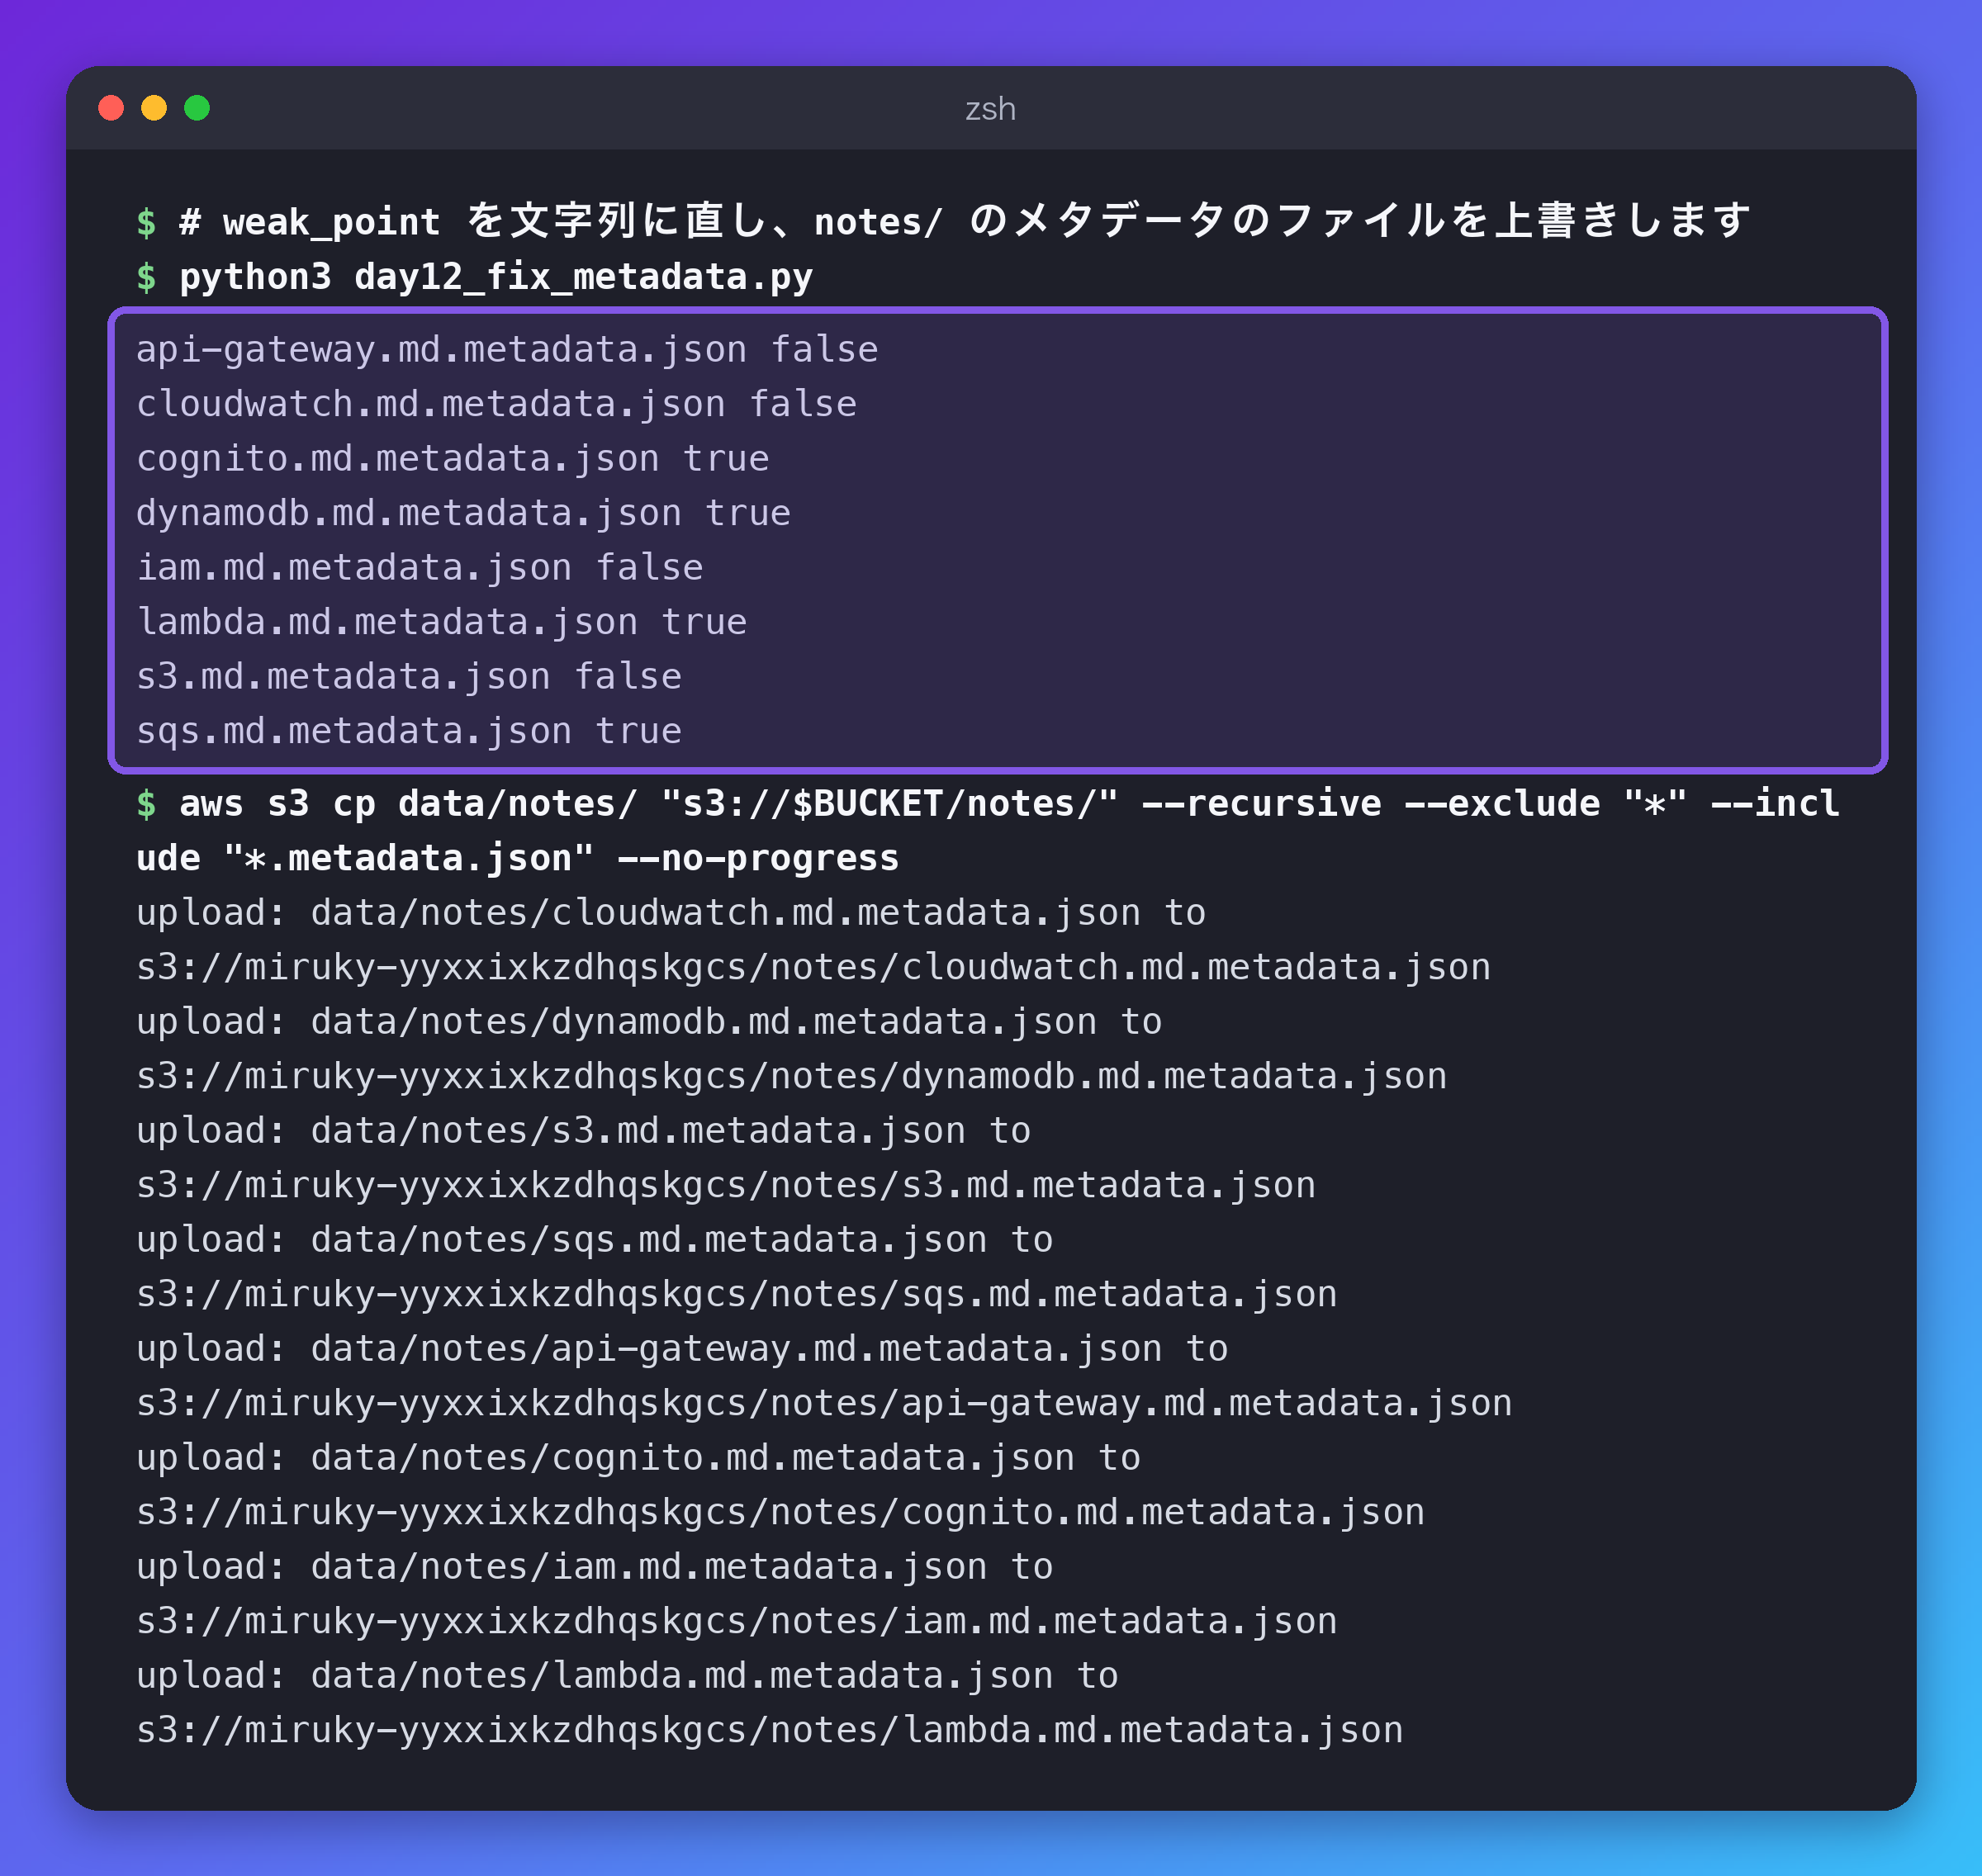 zsh
$ # weak_point を文字列に直し、notes/ のメタデータのファイルを上書きします
$ python3 day12_fix_metadata.py
api-gateway.md.metadata.json false
cloudwatch.md.metadata.json false
cognito.md.metadata.json true
dynamodb.md.metadata.json true
iam.md.metadata.json false
lambda.md.metadata.json true
s3.md.metadata.json false
sqs.md.metadata.json true
$ aws s3 cp data/notes/ "s3://$BUCKET/notes/" --recursive --exclude "*" --incl
ude "*.metadata.json" --no-progress
upload: data/notes/cloudwatch.md.metadata.json to
s3://miruky-yyxxixkzdhqskgcs/notes/cloudwatch.md.metadata.json
upload: data/notes/dynamodb.md.metadata.json to
s3://miruky-yyxxixkzdhqskgcs/notes/dynamodb.md.metadata.json
upload: data/notes/s3.md.metadata.json to
s3://miruky-yyxxixkzdhqskgcs/notes/s3.md.metadata.json
upload: data/notes/sqs.md.metadata.json to
s3://miruky-yyxxixkzdhqskgcs/notes/sqs.md.metadata.json
upload: data/notes/api-gateway.md.metadata.json to
s3://miruky-yyxxixkzdhqskgcs/notes/api-gateway.md.metadata.json
upload: data/notes/cognito.md.metadata.json to
s3://miruky-yyxxixkzdhqskgcs/notes/cognito.md.metadata.json
upload: data/notes/iam.md.metadata.json to
s3://miruky-yyxxixkzdhqskgcs/notes/iam.md.metadata.json
upload: data/notes/lambda.md.metadata.json to
s3://miruky-yyxxixkzdhqskgcs/notes/lambda.md.metadata.json